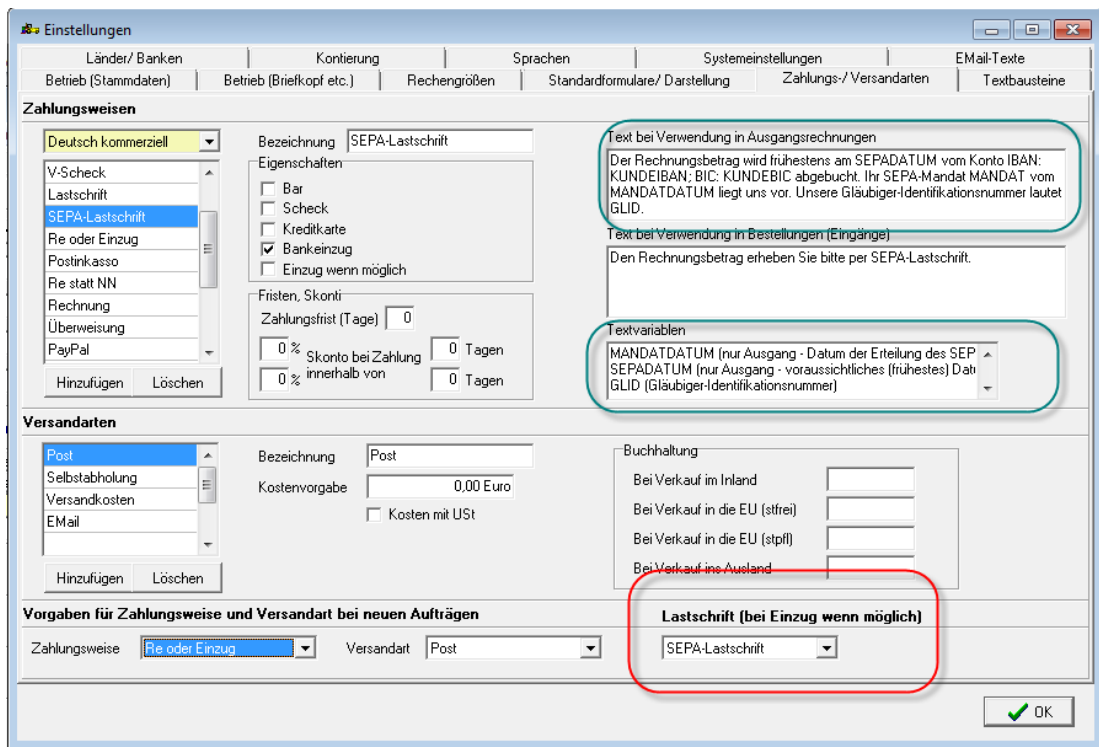 Einstellungen
Länder/ Banken
Kontierung
Sprachen
Systemeinstellungen
EMail-Texte
Betrieb (Stammdaten)
Betrieb (Briefkopf etc.)
Rechengrößen
Standardformulare/ Darstellung
Zahlungs-/ Versandarten
Textbausteine
Zahlungsweisen
Deutsch kommerziell
V-Scheck
Lastschrift
SEPA-Lastschrift
Re oder Einzug
Postinkasso
Re statt NN
Rechnung
Überweisung
PayPal
Hinzufügen
Löschen
Bezeichnung
SEPA-Lastschrift
Eigenschaften
Bar
Scheck
Kreditkarte
Bankeinzug
Einzug wenn möglich
Fristen, Skonti
Zahlungsfrist (Tage)
0
0 % Skonto bei Zahlung 0 Tagen
0 % innerhalb von 0 Tagen
Text bei Verwendung in Ausgangsrechnungen
Der Rechnungsbetrag wird frühestens am SEPADATUM vom Konto IBAN:
KUNDEIBAN; BIC: KUNDEBIC abgebucht. Ihr SEPA-Mandat MANDAT vom
MANDATDATUM liegt uns vor. Unsere Gläubiger-Identifikationsnummer lautet
GLID.
Text bei Verwendung in Bestellungen (Eingänge)
Den Rechnungsbetrag erheben Sie bitte per SEPA-Lastschrift.
Textvariablen
MANDATDATUM (nur Ausgang - Datum der Erteilung des SEP
SEPADATUM (nur Ausgang - voraussichtliches (frühestes) Datu
GLID (Gläubiger-Identifikationsnummer)
Versandarten
Post
Selbstabholung
Versandkosten
EMail
Hinzufügen
Löschen
Bezeichnung
Post
Kostenvorgabe
0,00 Euro
Kosten mit USt
Buchhaltung
Bei Verkauf im Inland
Bei Verkauf in die EU (stfrei)
Bei Verkauf in die EU (stpfl)
Bei Verkauf ins Ausland
Vorgaben für Zahlungsweise und Versandart bei neuen Aufträgen
Zahlungsweise
Re oder Einzug
Versandart
Post
Lastschrift (bei Einzug wenn möglich)
SEPA-Lastschrift
OK